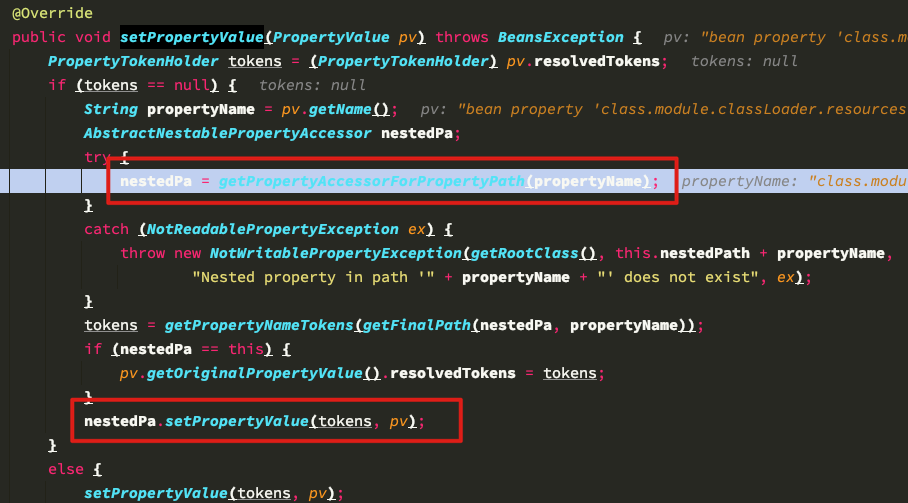 @Override
public void setPropertyValue(PropertyValue pv) throws BeansException { pv: "bean property 'class.m
PropertyTokenHolder tokens = (PropertyTokenHolder) pv.resolvedTokens; tokens: null
if (tokens == null) { tokens: null
String propertyName = pv.getName(); pv: "bean property 'class.module.classLoader.resources
AbstractNestablePropertyAccessor nestedPa;
try {
nestedPa = getPropertyAccessorForPropertyPath(propertyName); propertyName: "class.modu
}
catch (NotReadablePropertyException ex) {
throw new NotWritablePropertyException(getRootClass(), this.nestedPath + propertyName,
"Nested property in path '" + propertyName + "' does not exist", ex);
}
tokens = getPropertyNameTokens(getFinalPath(nestedPa, propertyName));
if (nestedPa == this) {
pv.getOriginalPropertyValue().resolvedTokens = tokens;
}
nestedPa.setPropertyValue(tokens, pv);
}
else {
setPropertyValue(tokens, pv);